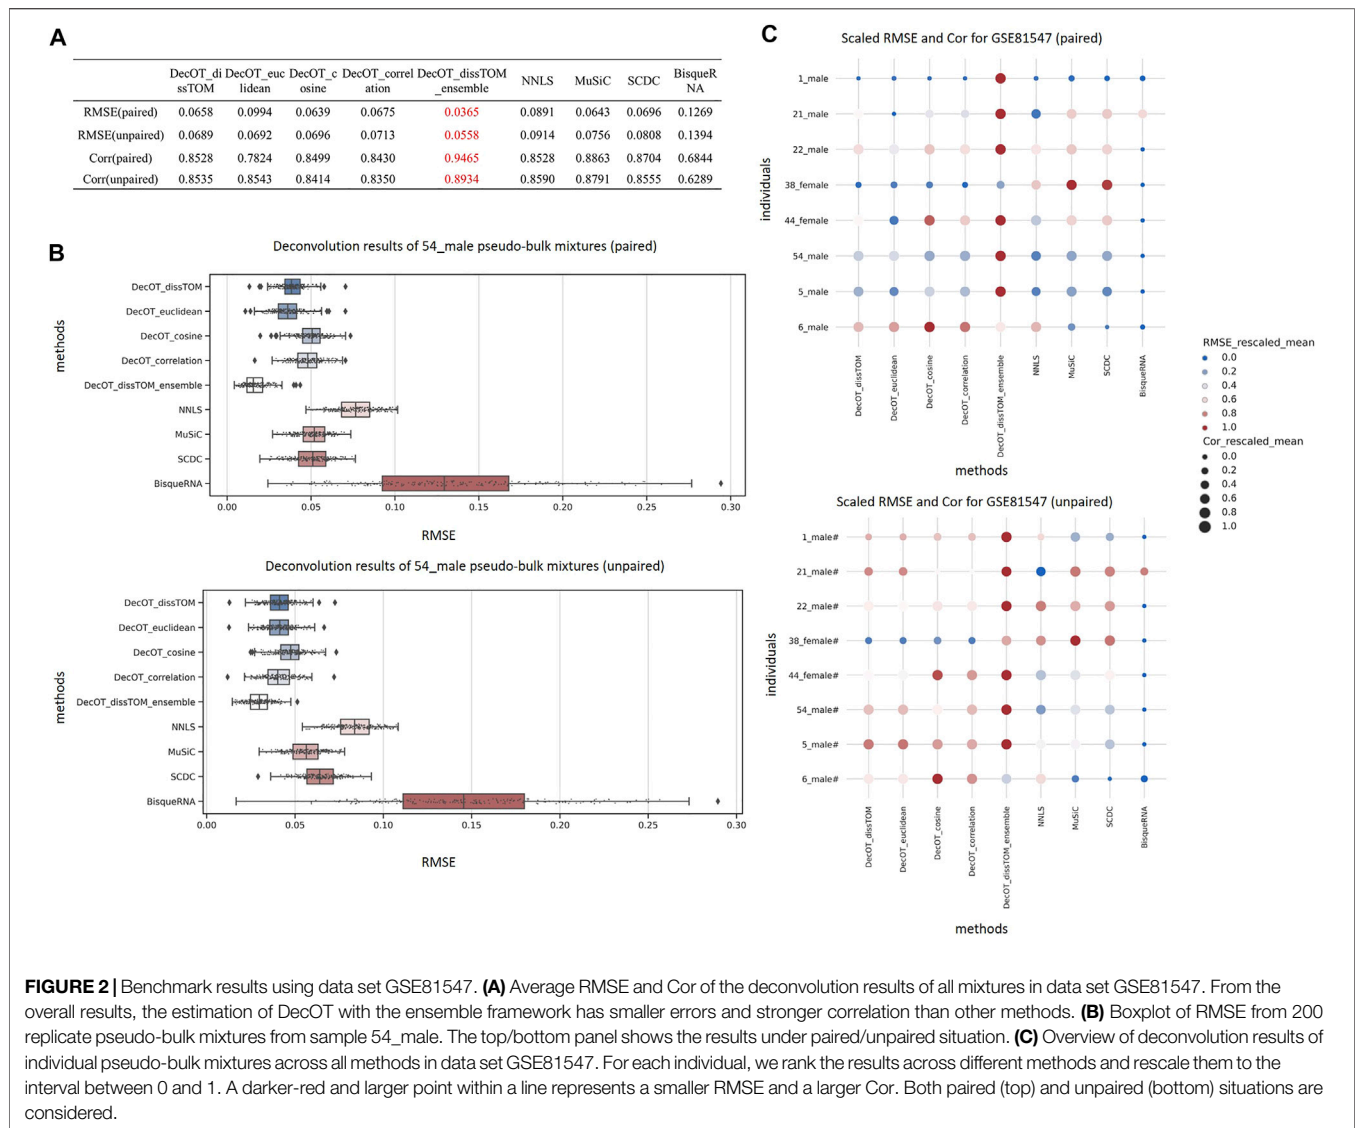 A
DecOT_di DecOT_euc DecOT_c DecOT_correl DecOT_dissTOM NNLS MuSiC SCDC BisqueR
ssTOM lidean osine ation _ensemble NA
RMSE(paired) 0.0658 0.0994 0.0639 0.0675 0.0365 0.0891 0.0643 0.0696 0.1269
RMSE(unpaired) 0.0689 0.0692 0.0696 0.0713 0.0558 0.0914 0.0756 0.0808 0.1394
Corr(paired) 0.8528 0.7824 0.8499 0.8430 0.9465 0.8528 0.8863 0.8704 0.6844
Corr(unpaired) 0.8535 0.8543 0.8414 0.8350 0.8934 0.8590 0.8791 0.8555 0.6289
B
Deconvolution results of 54_male pseudo-bulk mixtures (paired)
methods
DecOT_dissTOM
DecOT_euclidean
DecOT_cosine
DecOT_correlation
DecOT_dissTOM_ensemble
NNLS
MuSiC
SCDC
BisqueRNA
0.00 0.05 0.10 0.15 0.20 0.25 0.30
RMSE
Deconvolution results of 54_male pseudo-bulk mixtures (unpaired)
methods
DecOT_dissTOM
DecOT_euclidean
DecOT_cosine
DecOT_correlation
DecOT_dissTOM_ensemble
NNLS
MuSiC
SCDC
BisqueRNA
0.00 0.05 0.10 0.15 0.20 0.25 0.30
RMSE
C
Scaled RMSE and Cor for GSE81547 (paired)
individuals
1_male
21_male
22_male
38_female
44_female
54_male
5_male
6_male
DecOT_dissTOM
DecOT_euclidean
DecOT_cosine
DecOT_correlation
DecOT_dissTOM_ensemble
NNLS
MuSiC
SCDC
BisqueRNA
methods
RMSE_rescaled_mean
0.0
0.2
0.4
0.6
0.8
1.0
Cor_rescaled_mean
0.0
0.2
0.4
0.6
0.8
1.0
Scaled RMSE and Cor for GSE81547 (unpaired)
individuals
1_male#
21_male#
22_male#
38_female#
44_female#
54_male#
5_male#
6_male#
DecOT_dissTOM
DecOT_euclidean
DecOT_cosine
DecOT_correlation
DecOT_dissTOM_ensemble
NNLS
MuSiC
SCDC
BisqueRNA
methods
FIGURE 2 | Benchmark results using data set GSE81547. (A) Average RMSE and Cor of the deconvolution results of all mixtures in data set GSE81547. From the
overall results, the estimation of DecOT with the ensemble framework has smaller errors and stronger correlation than other methods. (B) Boxplot of RMSE from 200
replicate pseudo-bulk mixtures from sample 54_male. The top/bottom panel shows the results under paired/unpaired situation. (C) Overview of deconvolution results of
individual pseudo-bulk mixtures across all methods in data set GSE81547. For each individual, we rank the results across different methods and rescale them to the
interval between 0 and 1. A darker-red and larger point within a line represents a smaller RMSE and a larger Cor. Both paired (top) and unpaired (bottom) situations are
considered.